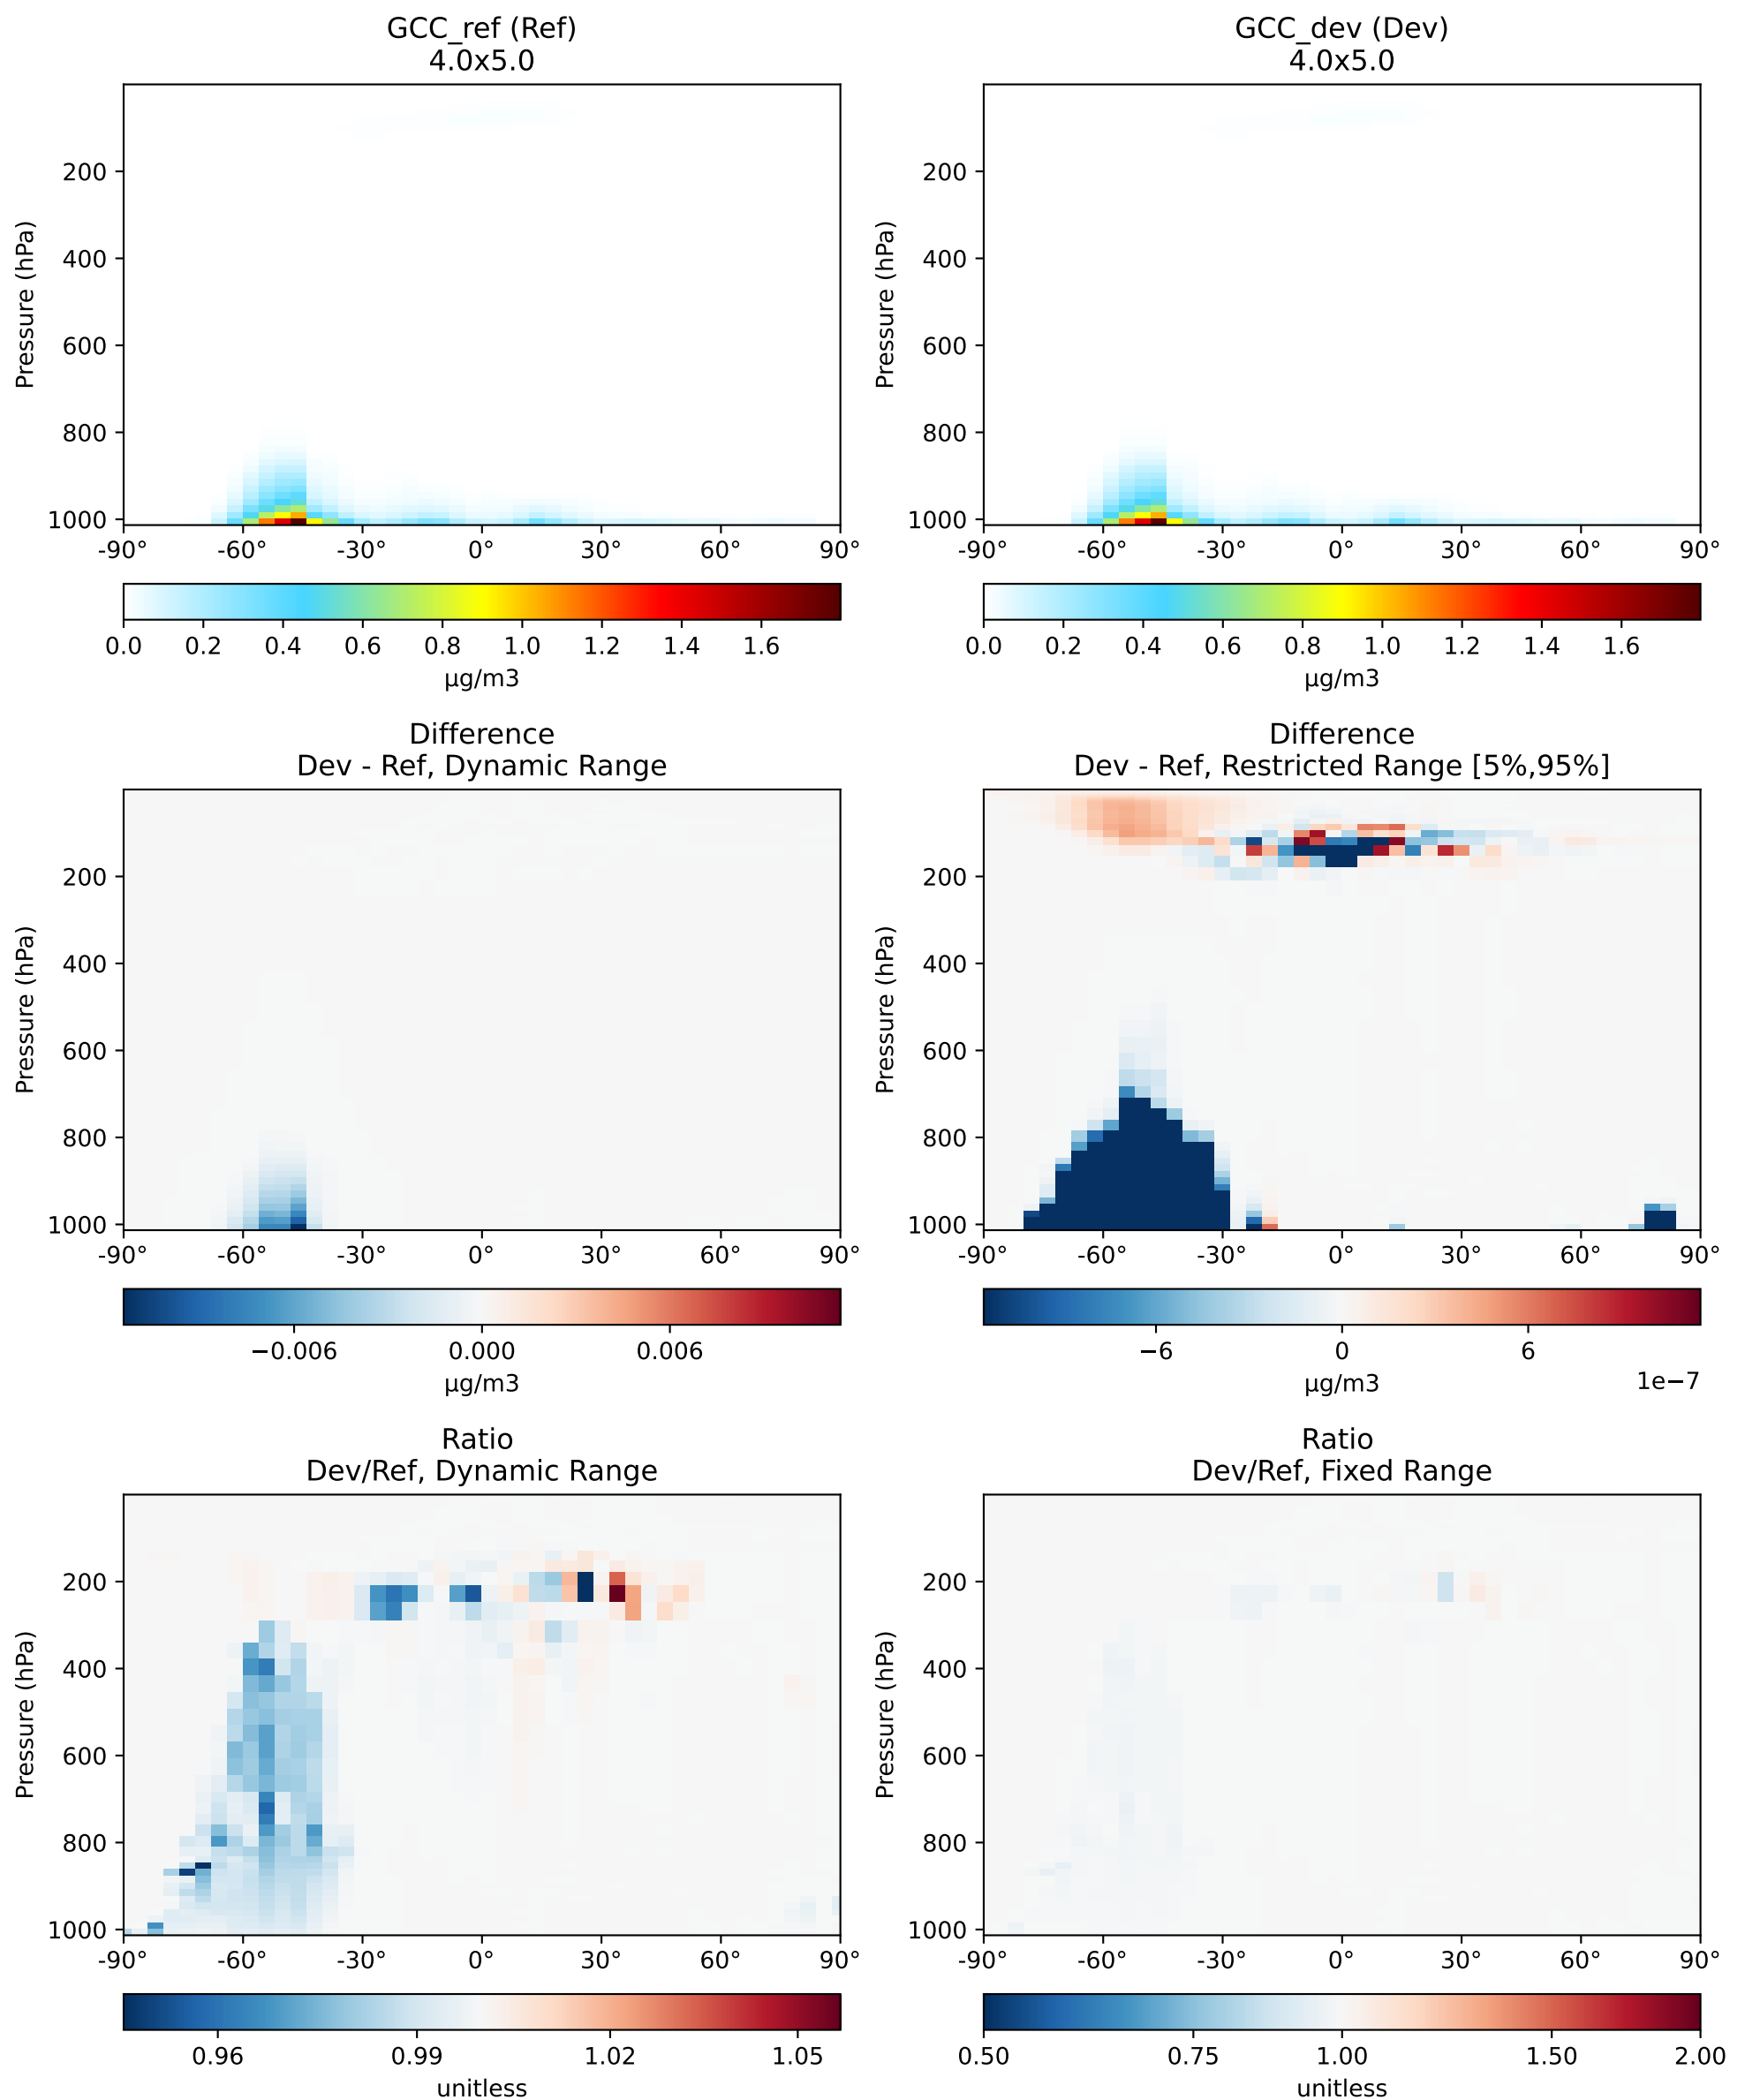 GCC_ref (Ref)
4.0x5.0
Pressure (hPa)
200
400
600
800
1000
-90° -60° -30° 0° 30° 60° 90°
0.0 0.2 0.4 0.6 0.8 1.0 1.2 1.4 1.6
µg/m3
GCC_dev (Dev)
4.0x5.0
Pressure (hPa)
200
400
600
800
1000
-90° -60° -30° 0° 30° 60° 90°
0.0 0.2 0.4 0.6 0.8 1.0 1.2 1.4 1.6
µg/m3
Difference
Dev - Ref, Dynamic Range
Pressure (hPa)
200
400
600
800
1000
-90° -60° -30° 0° 30° 60° 90°
−0.006 0.000 0.006
µg/m3
Difference
Dev - Ref, Restricted Range [5%,95%]
Pressure (hPa)
200
400
600
800
1000
-90° -60° -30° 0° 30° 60° 90°
−6 0 6
µg/m3
1e−7
Ratio
Dev/Ref, Dynamic Range
Pressure (hPa)
200
400
600
800
1000
-90° -60° -30° 0° 30° 60° 90°
0.96 0.99 1.02 1.05
unitless
Ratio
Dev/Ref, Fixed Range
Pressure (hPa)
200
400
600
800
1000
-90° -60° -30° 0° 30° 60° 90°
0.50 0.75 1.00 1.50 2.00
unitless